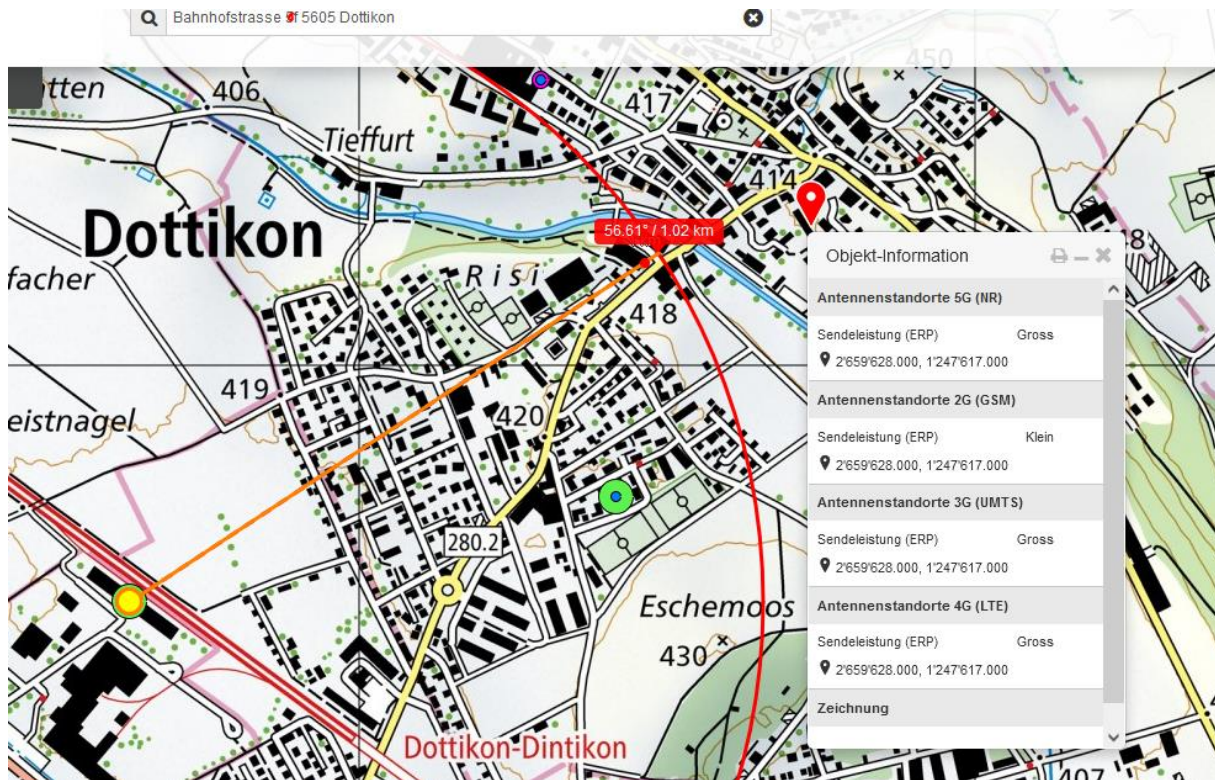 Bahnhofstrasse 9f 5605 Dottikon
450
406
417
Tieffurt
414
Dottikon
56.61° / 1.02 km
Objekt-Information
Risi
418
Antennenstandorte 5G (NR)
Sendeleistung (ERP) Gross
2'659'628.000, 1'247'617.000
419
420
Antennenstandorte 2G (GSM)
Sendeleistung (ERP) Klein
2'659'628.000, 1'247'617.000
Antennenstandorte 3G (UMTS)
Sendeleistung (ERP) Gross
2'659'628.000, 1'247'617.000
280.2
Eschemoos
430
Antennenstandorte 4G (LTE)
Sendeleistung (ERP) Gross
2'659'628.000, 1'247'617.000
Zeichnung
Dottikon-Dintikon
407